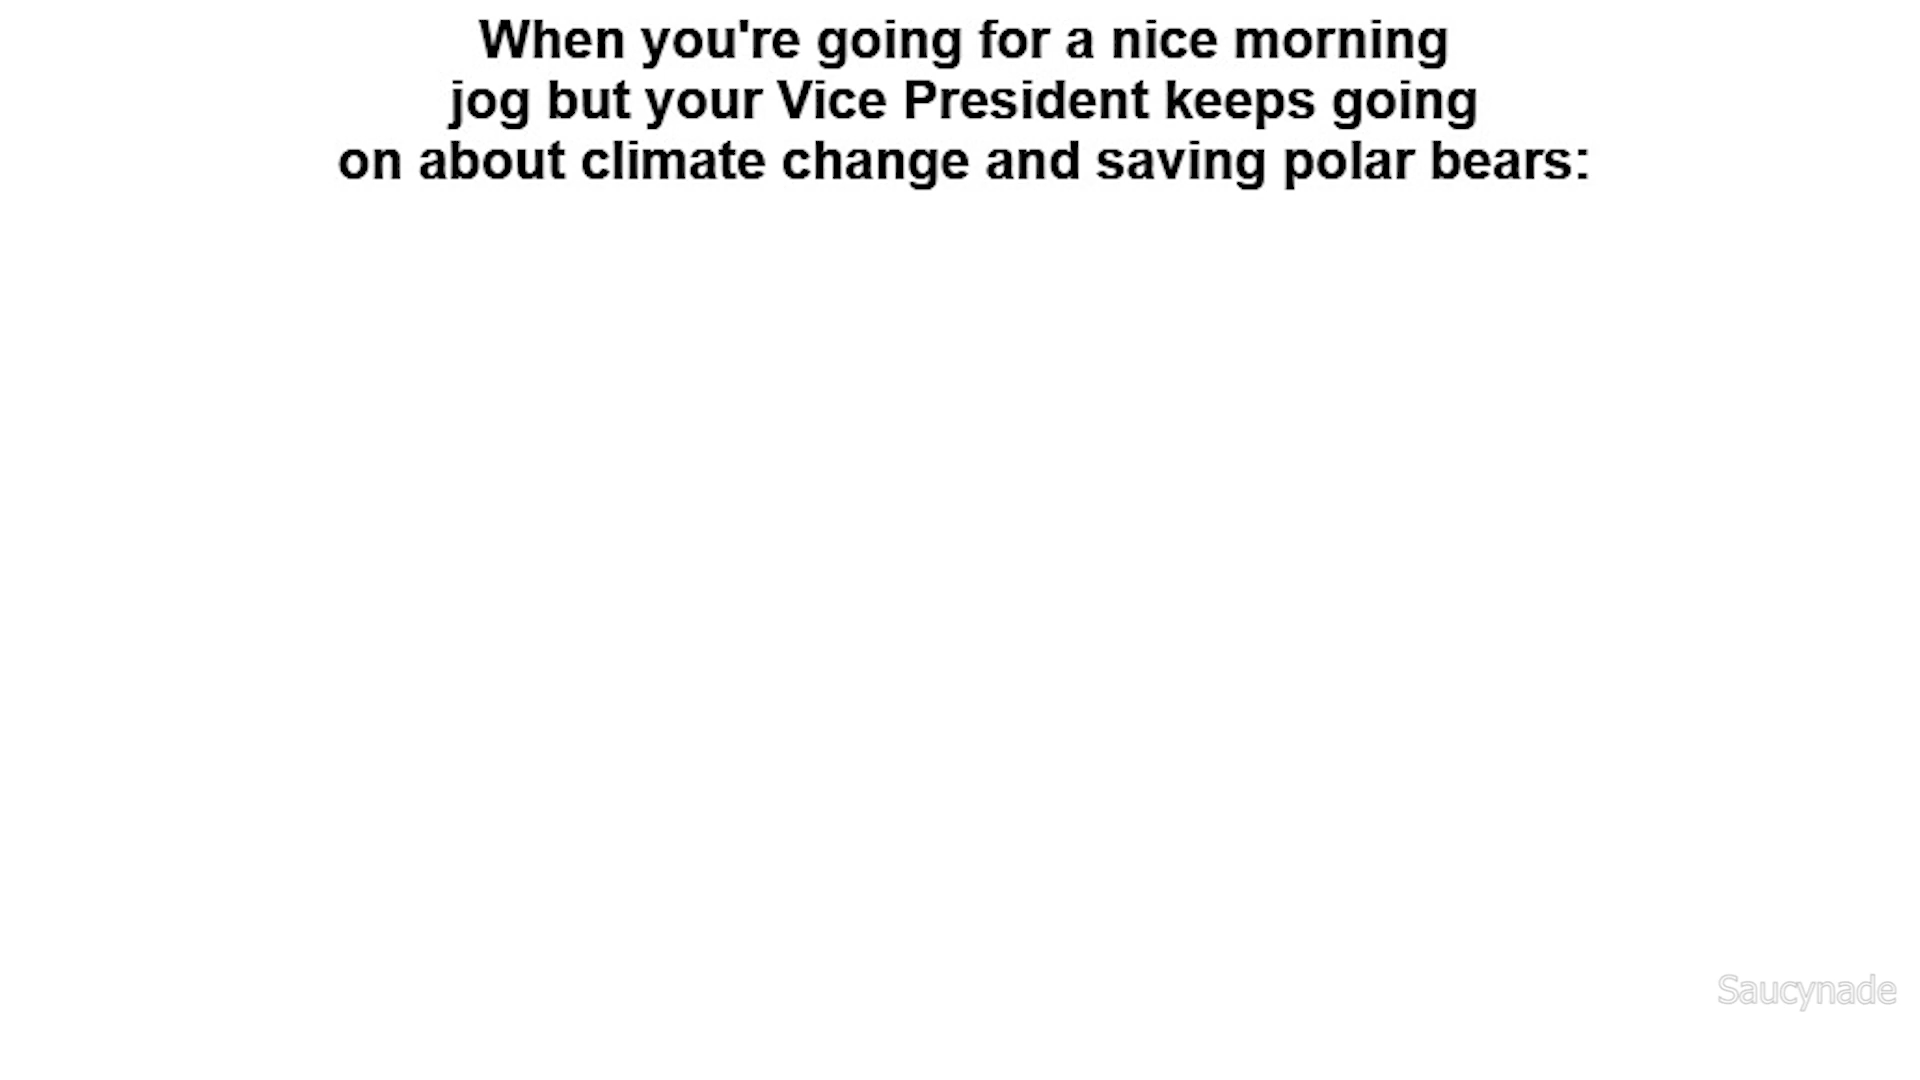 When you're going for a nice morning
jog but your Vice President keeps going
on about climate change and saving polar bears:
Saucynade